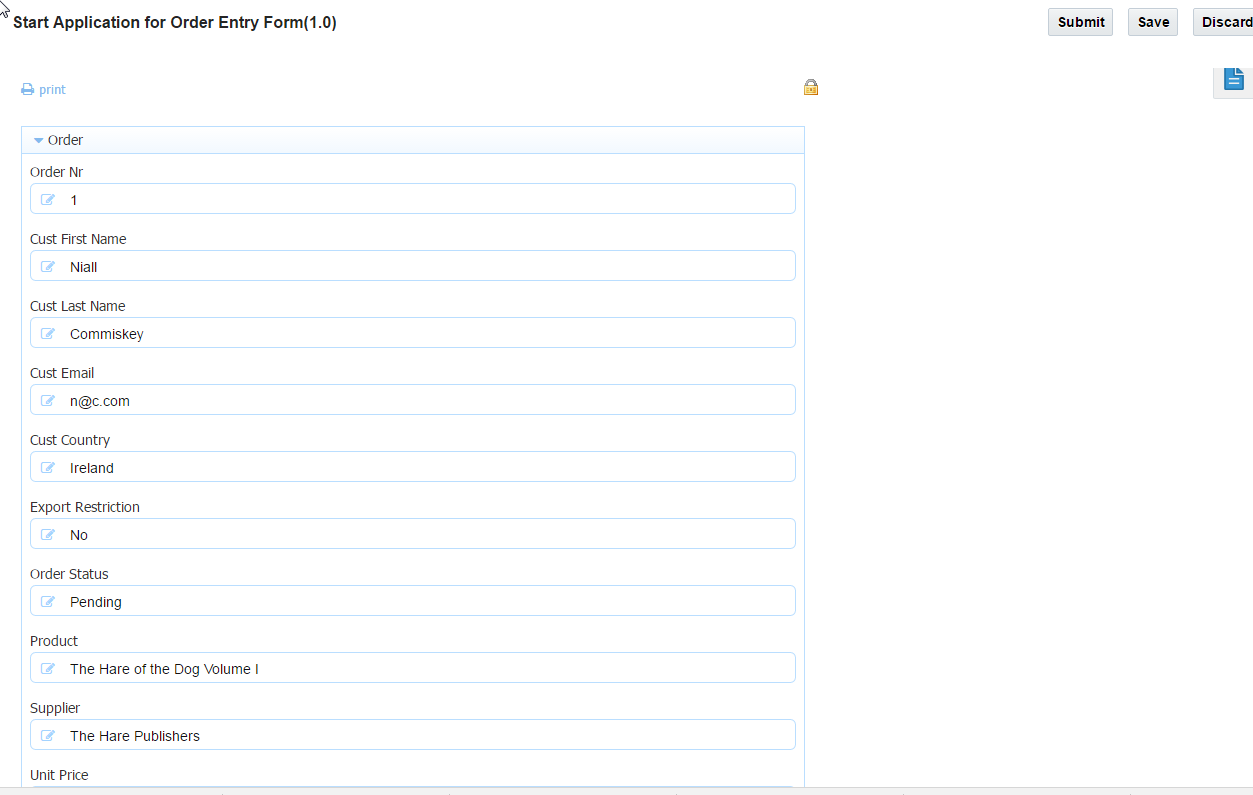 Start Application for Order Entry Form(1.0)
Submit
Save
Discard
print
Order
Order Nr
1
Cust First Name
Niall
Cust Last Name
Commiskey
Cust Email
n@c.com
Cust Country
Ireland
Export Restriction
No
Order Status
Pending
Product
The Hare of the Dog Volume I
Supplier
The Hare Publishers
Unit Price